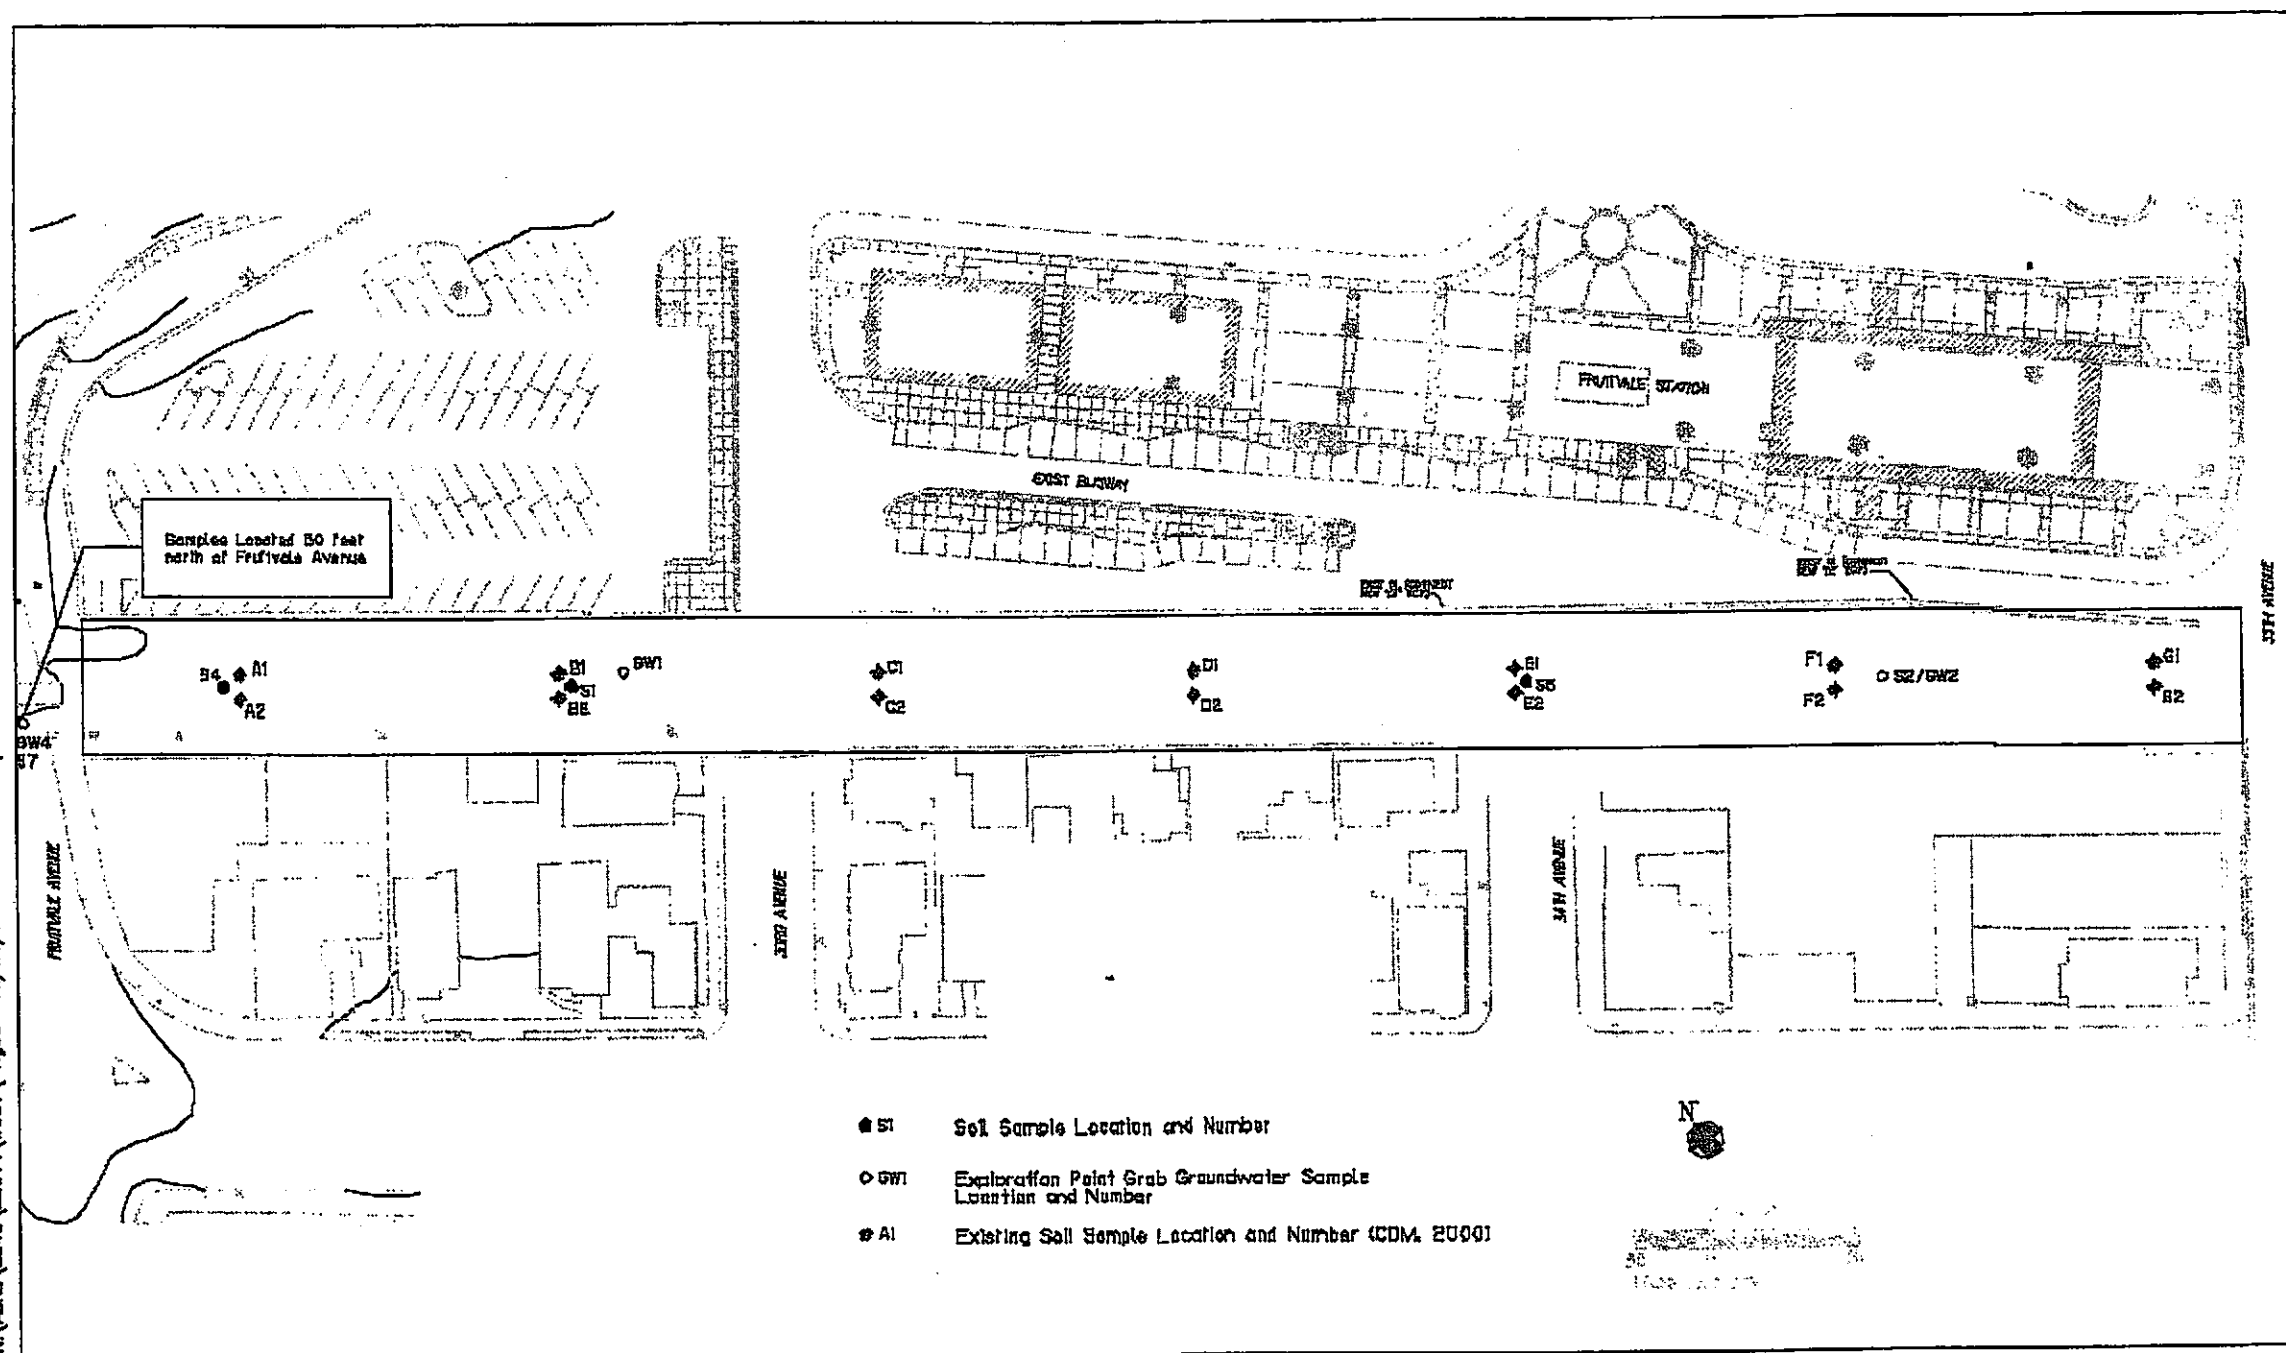 FRUITVALE STATION
EXIST BUSWAY
Samples Located 50 feet
north of Fruitvale Avenue
35TH AVENUE
S4
A1
A2
B1
S1
B2
GW1
C1
C2
D1
D2
E1
S5
E2
F1
F2
S2/GW2
G1
G2
GW4
S7
FRUITVALE AVENUE
33RD AVENUE
34TH AVENUE
S1 Soil Sample Location and Number
GW1 Exploration Point Grab Groundwater Sample
Location and Number
A1 Existing Soil Sample Location and Number (CDM, 2000)
N